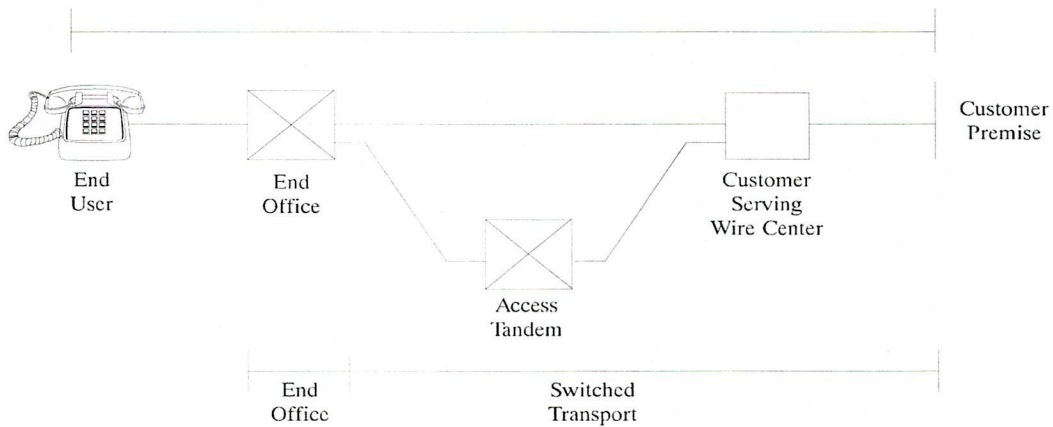 End
User
End
Office
Customer
Serving
Wire Center
Customer
Premise
Access
Tandem
End
Office
Switched
Transport